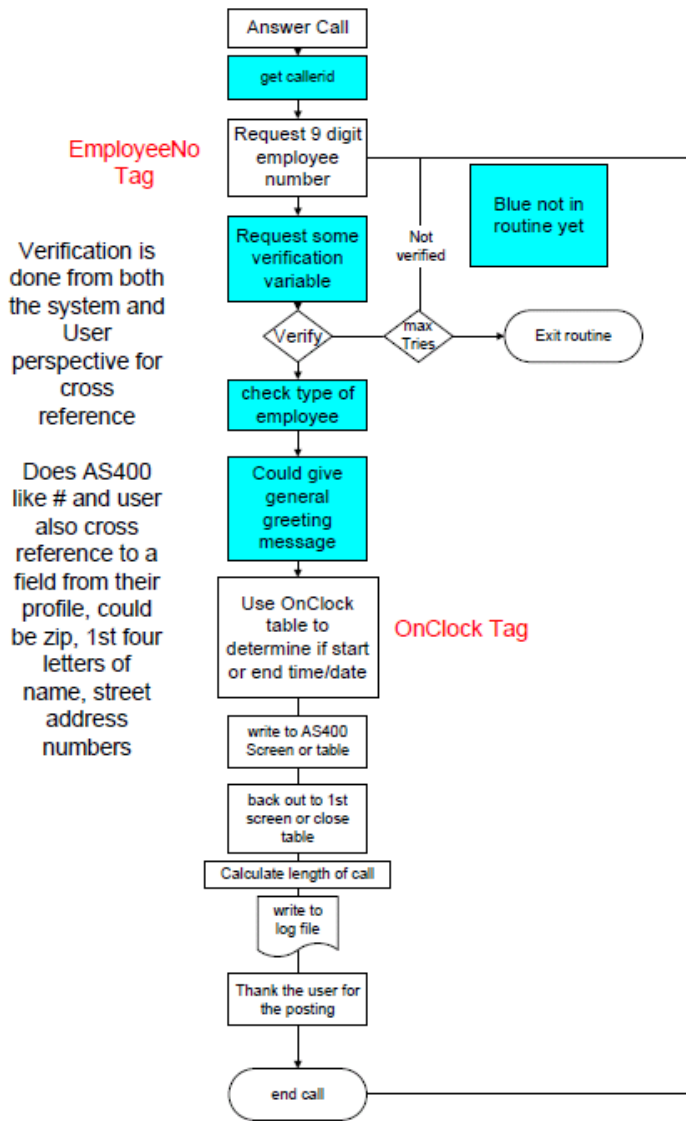 Answer Call
get callerid
Request 9 digit
employee
number
EmployeeNo
Tag
Blue not in
routine yet
Request some
verification
variable
Not
verified
Verification is
done from both
the system and
User
perspective for
cross
reference
Verify
max
Tries
Exit routine
check type of
employee
Could give
general
greeting
message
Does AS400
like # and user
also cross
reference to a
field from their
profile, could
be zip, 1st four
letters of
name, street
address
numbers
Use OnClock
table to
determine if start
or end time/date
OnClock Tag
write to AS400
Screen or table
back out to 1st
screen or close
table
Calculate length of call
write to
log file
Thank the user for
the posting
end call